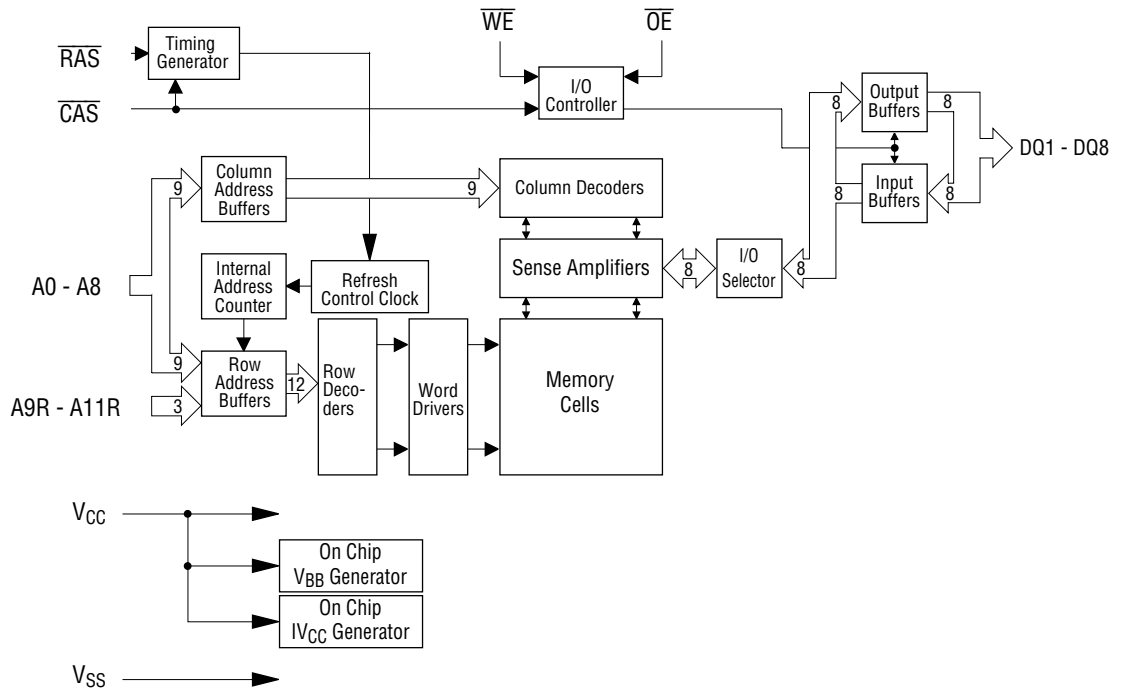 RAS
Timing
Generator
WE
OE
CAS
I/O
Controller
8
Output
Buffers
8
DQ1 - DQ8
8
Input
Buffers
8
9
Column
Address
Buffers
9
Column Decoders
A0 - A8
Internal
Address
Counter
Refresh
Control Clock
Sense Amplifiers
8
I/O
Selector
8
9
Row
Address
Buffers
12
Row
Deco-
ders
Word
Drivers
Memory
Cells
A9R - A11R
3
VCC
On Chip
VBB Generator
On Chip
IVCC Generator
VSS